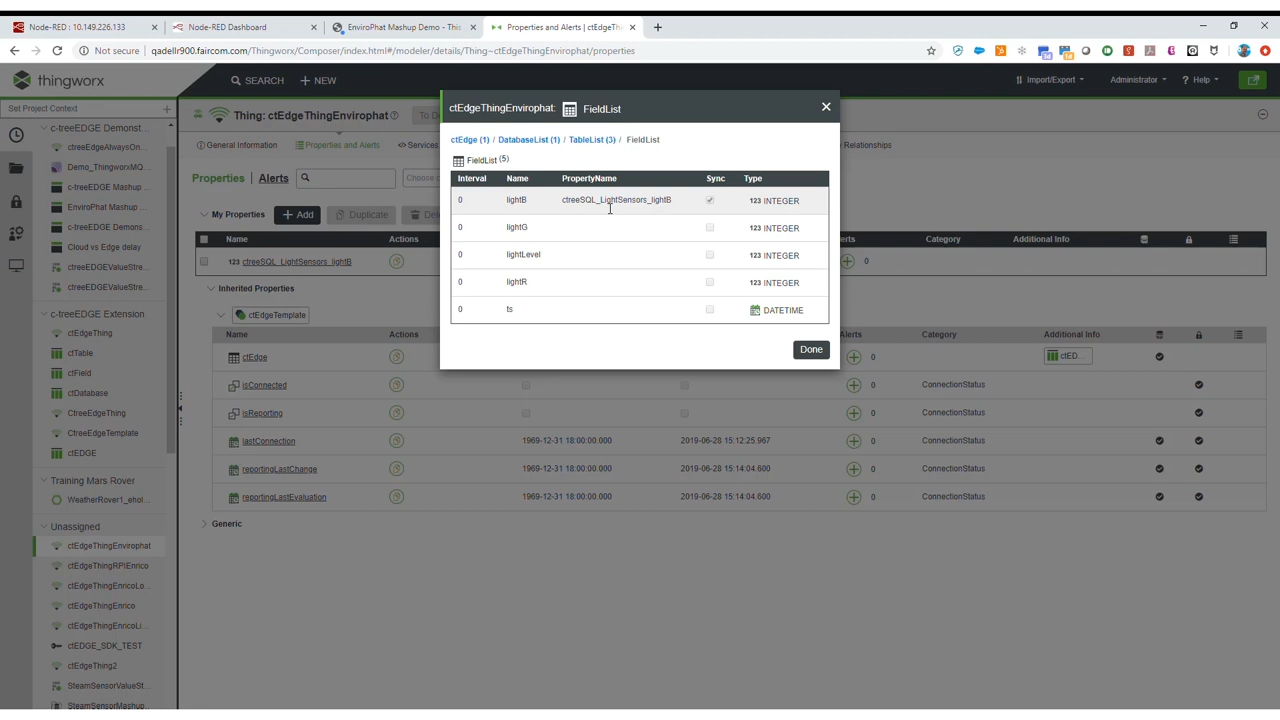 Node-RED : 10.149.226.133
Node-RED Dashboard
EnviroPhat Mashup Demo - Thi
Properties and Alerts | ctEdgeThi
Not secure
qadellr900.faircom.com/Thingworx/Composer/index.html#/modeler/details/Thing~ctEdgeThingEnvirophat/properties
thingworx
SEARCH
NEW
Import/Export
Administrator
Help
Set Project Context
c-treeEDGE Demonst...
ctreeEdgeAlwaysOn...
Demo_ThingworxMQ...
c-treeEDGE Mashup ...
EnviroPhat Mashup ...
c-treeEDGE Demons...
Cloud vs Edge delay
ctreeEDGEValueStre...
ctreeEDGEValueStre...
c-treeEDGE Extension
ctEdgeThing
ctTable
ctField
ctDatabase
CtreeEdgeThing
CtreeEdgeTemplate
ctEDGE
Training Mars Rover
WeatherRover1_ehol...
Unassigned
ctEdgeThingEnvirophat
ctEdgeThingRPIEnrico
ctEdgeThingEnricoLo...
ctEdgeThingEnrico
ctEdgeThingEnricoLi...
ctEDGE_SDK_TEST
ctEdgeThing2
SteamSensorValueSt...
SteamSensorMashup...
Thing: ctEdgeThingEnvirophat
To D
General Information
Properties and Alerts
Services
Relationships
Properties
Alerts
Choose c
My Properties
+ Add
Duplicate
Del
Name
Actions
lerts
Category
Additional Info
123 ctreeSQL_LightSensors_lightB
0
Inherited Properties
ctEdgeTemplate
Name
Actions
Alerts
Category
Additional Info
ctEdge
0
ctED...
isConnected
0
ConnectionStatus
isReporting
0
ConnectionStatus
lastConnection
1969-12-31 18:00:00.000
2019-06-28 15:12:25.967
0
ConnectionStatus
reportingLastChange
1969-12-31 18:00:00.000
2019-06-28 15:14:04.600
0
ConnectionStatus
reportingLastEvaluation
1969-12-31 18:00:00.000
2019-06-28 15:14:04.600
0
ConnectionStatus
Generic
ctEdgeThingEnvirophat: FieldList
ctEdge (1) / DatabaseList (1) / TableList (3) / FieldList
FieldList (5)
Interval Name PropertyName Sync Type
0 lightB ctreeSQL_LightSensors_lightB 123 INTEGER
0 lightG 123 INTEGER
0 lightLevel 123 INTEGER
0 lightR 123 INTEGER
0 ts DATETIME
Done